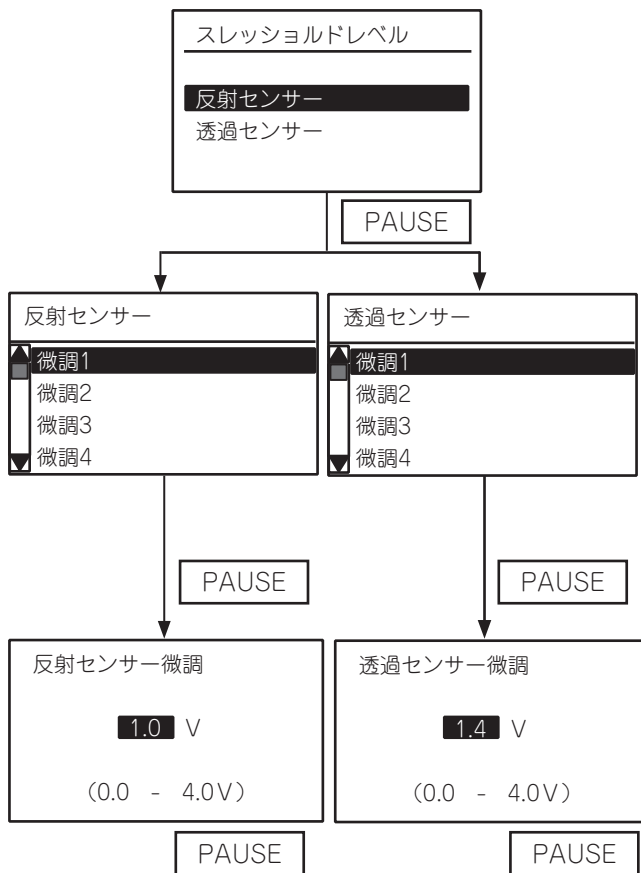 スレッショルドレベル
反射センサー
透過センサー
PAUSE
反射センサー
微調1
微調2
微調3
微調4
透過センサー
微調1
微調2
微調3
微調4
PAUSE
PAUSE
反射センサー微調
1.0 V
（0.0 - 4.0V）
透過センサー微調
1.4 V
（0.0 - 4.0V）
PAUSE
PAUSE